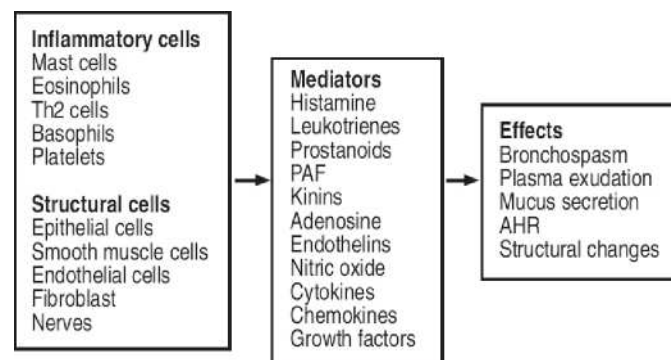 Inflammatory cells
Mast cells
Eosinophils
Th2 cells
Basophils
Platelets
Structural cells
Epithelial cells
Smooth muscle cells
Endothelial cells
Fibroblast
Nerves
Mediators
Histamine
Leukotrienes
Prostanoids
PAF
Kinins
Adenosine
Endothelins
Nitric oxide
Cytokines
Chemokines
Growth factors
Effects
Bronchospasm
Plasma exudation
Mucus secretion
AHR
Structural changes